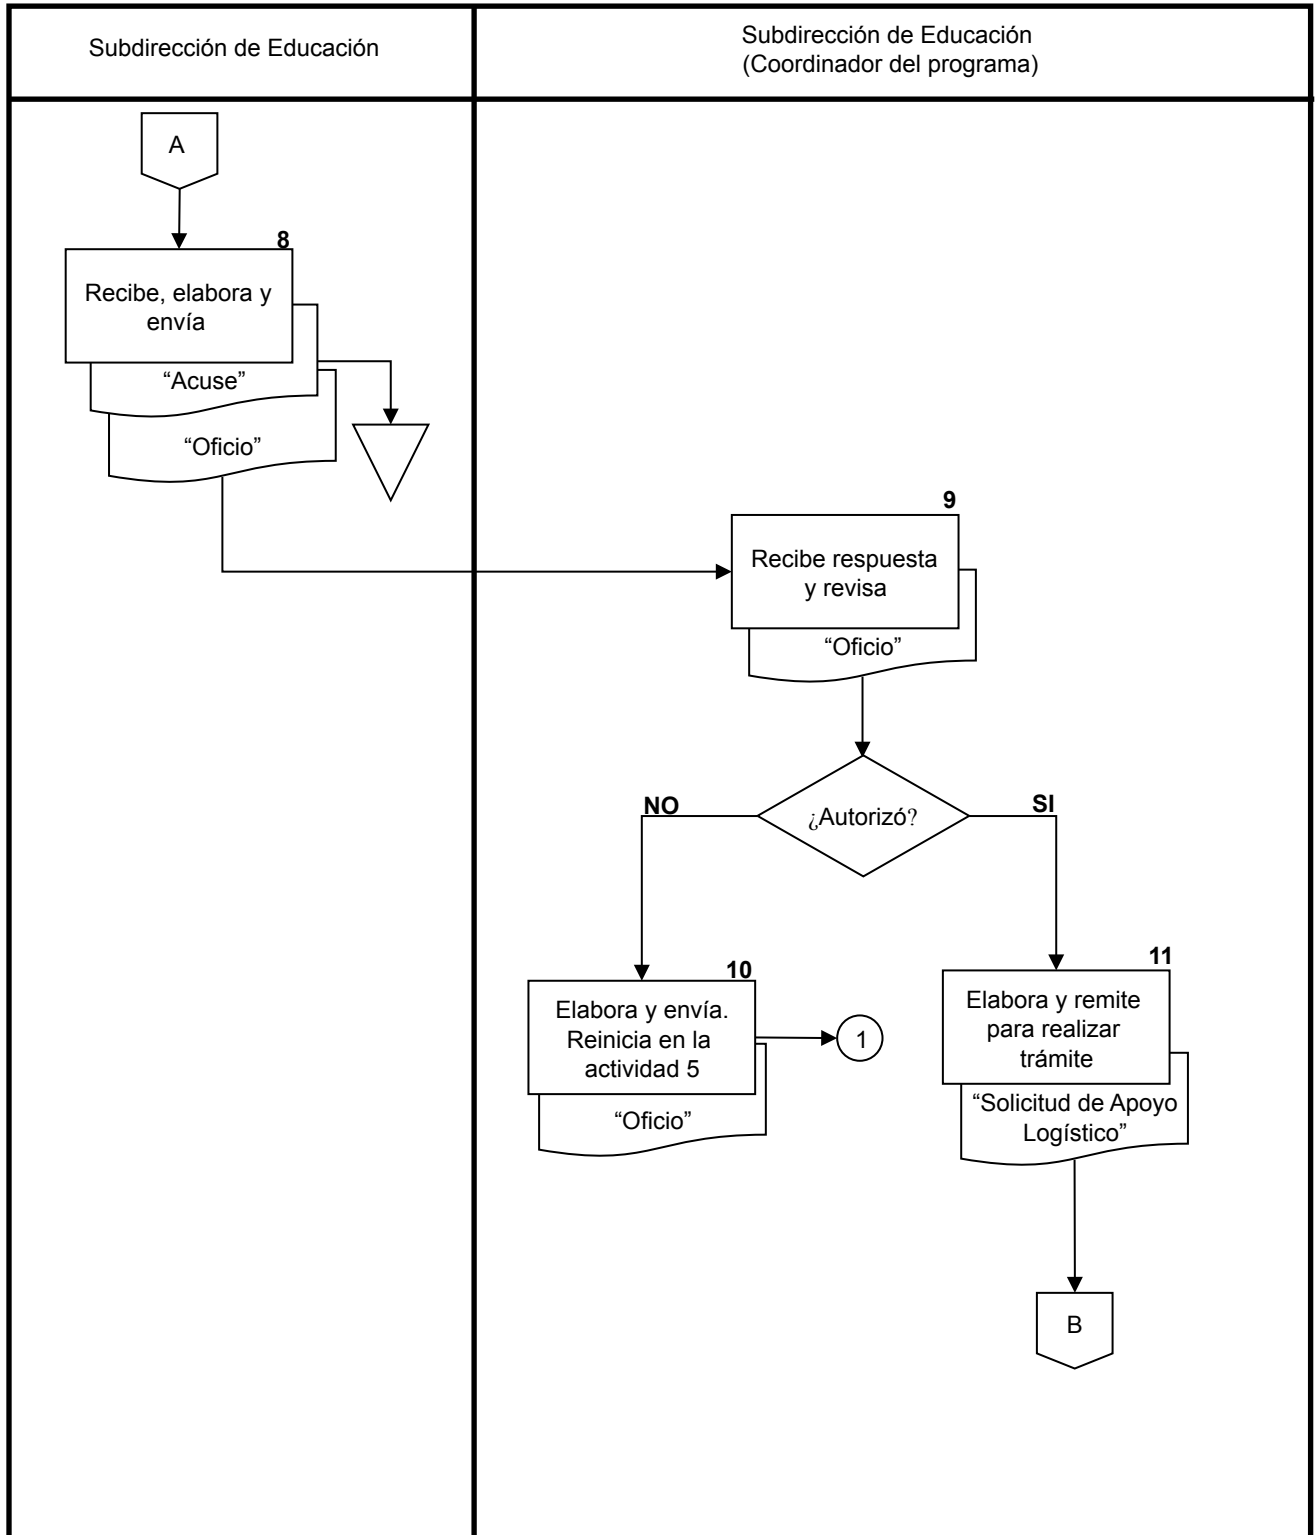 Subdirección de Educación
Subdirección de Educación
(Coordinador del programa)
A
8
Recibe, elabora y
envía
“Acuse”
“Oficio”
9
Recibe respuesta
y revisa
“Oficio”
¿Autorizó?
NO
SI
10
Elabora y envía.
Reinicia en la
actividad 5
“Oficio”
1
11
Elabora y remite
para realizar
trámite
“Solicitud de Apoyo
Logístico”
B